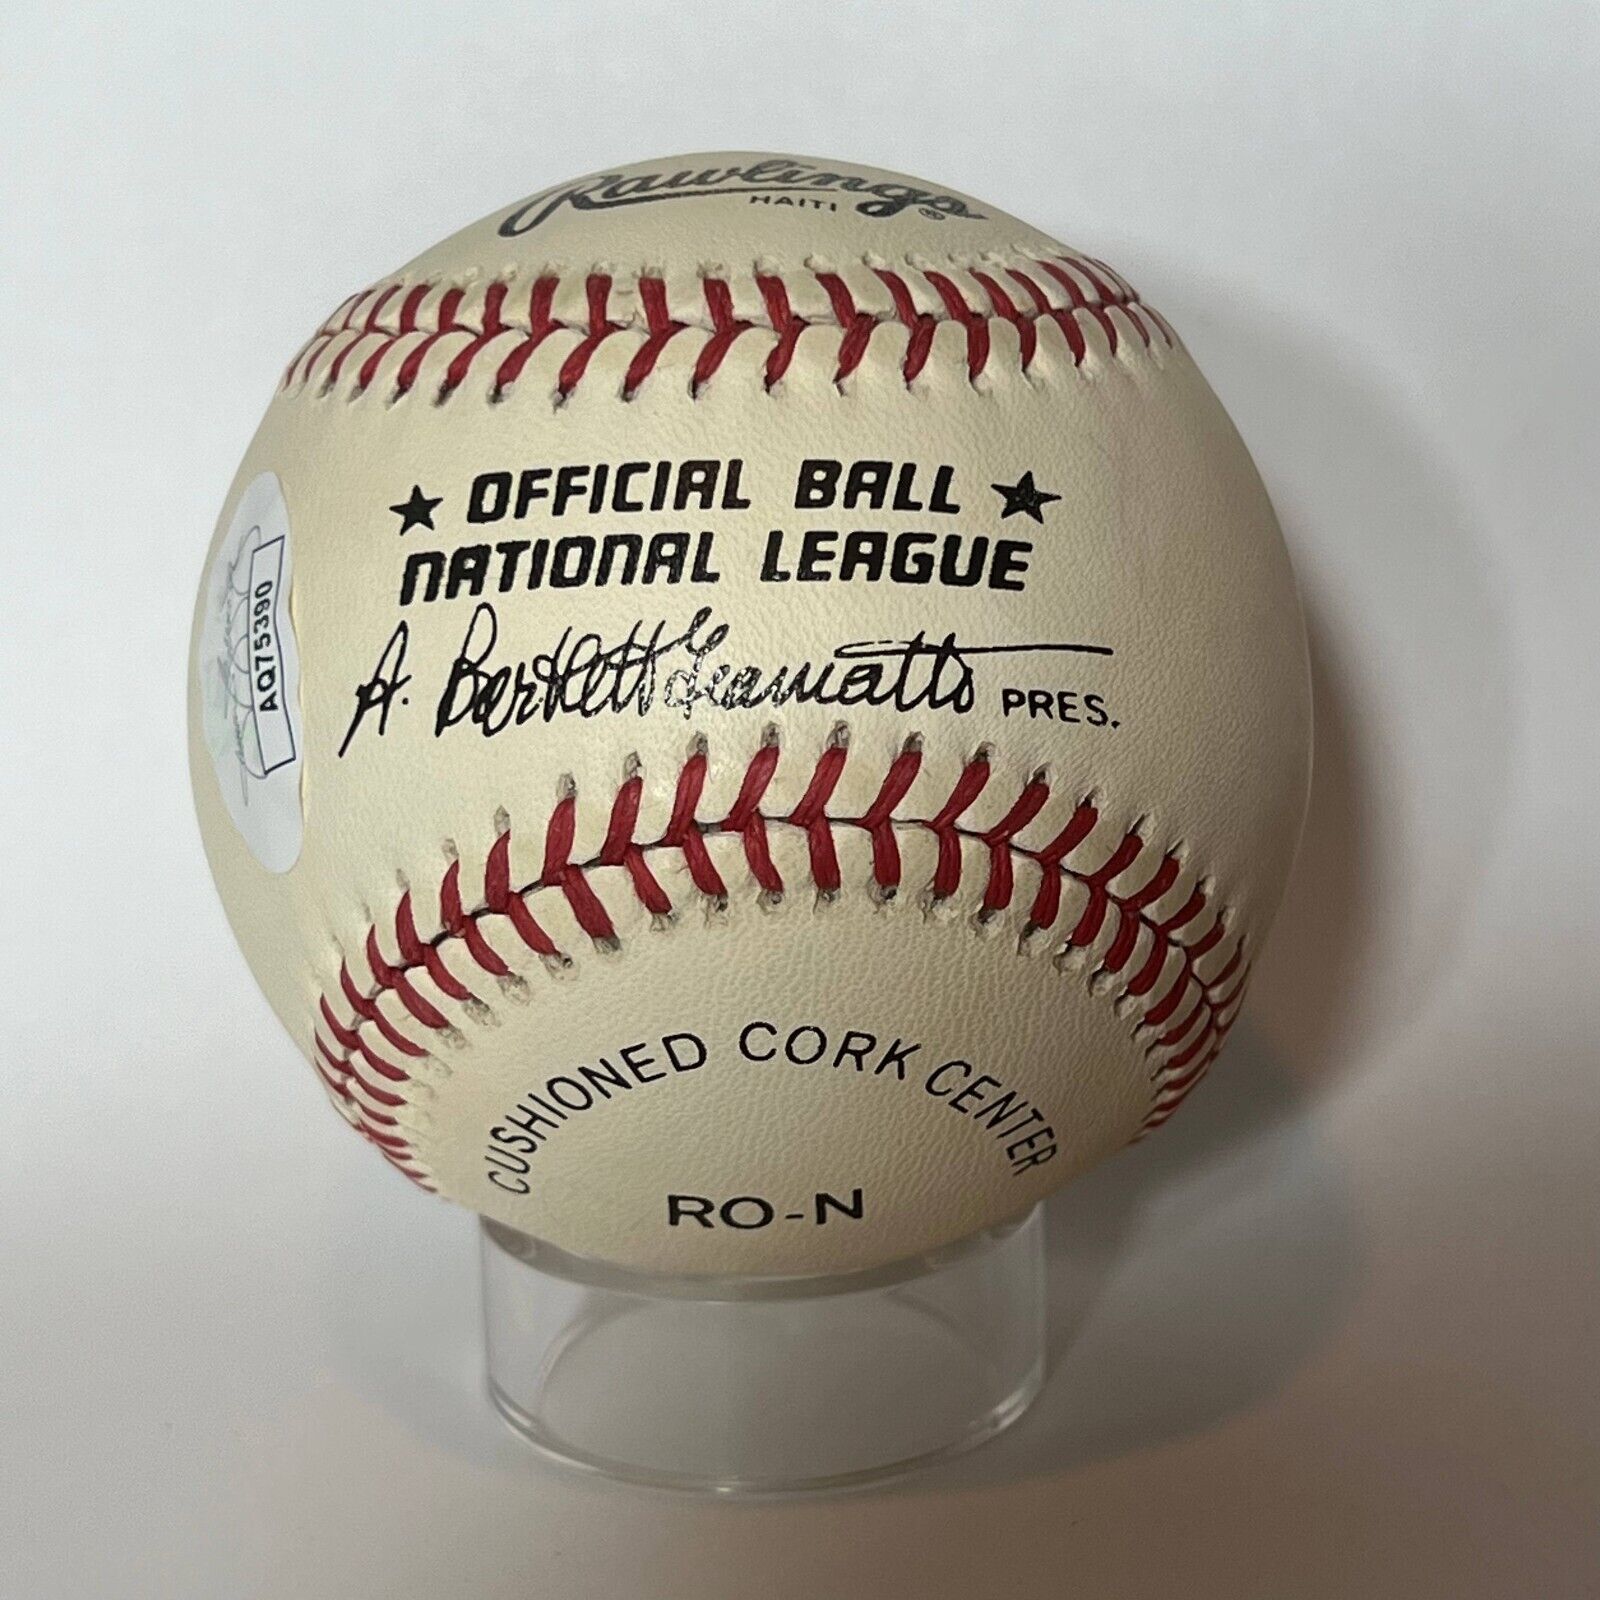 Rawlings®
HAITI
★ OFFICIAL BALL ★
NATIONAL LEAGUE
A. Bartlett Giamatti PRES.
AQ75390
CUSHIONED CORK CENTER
RO-N